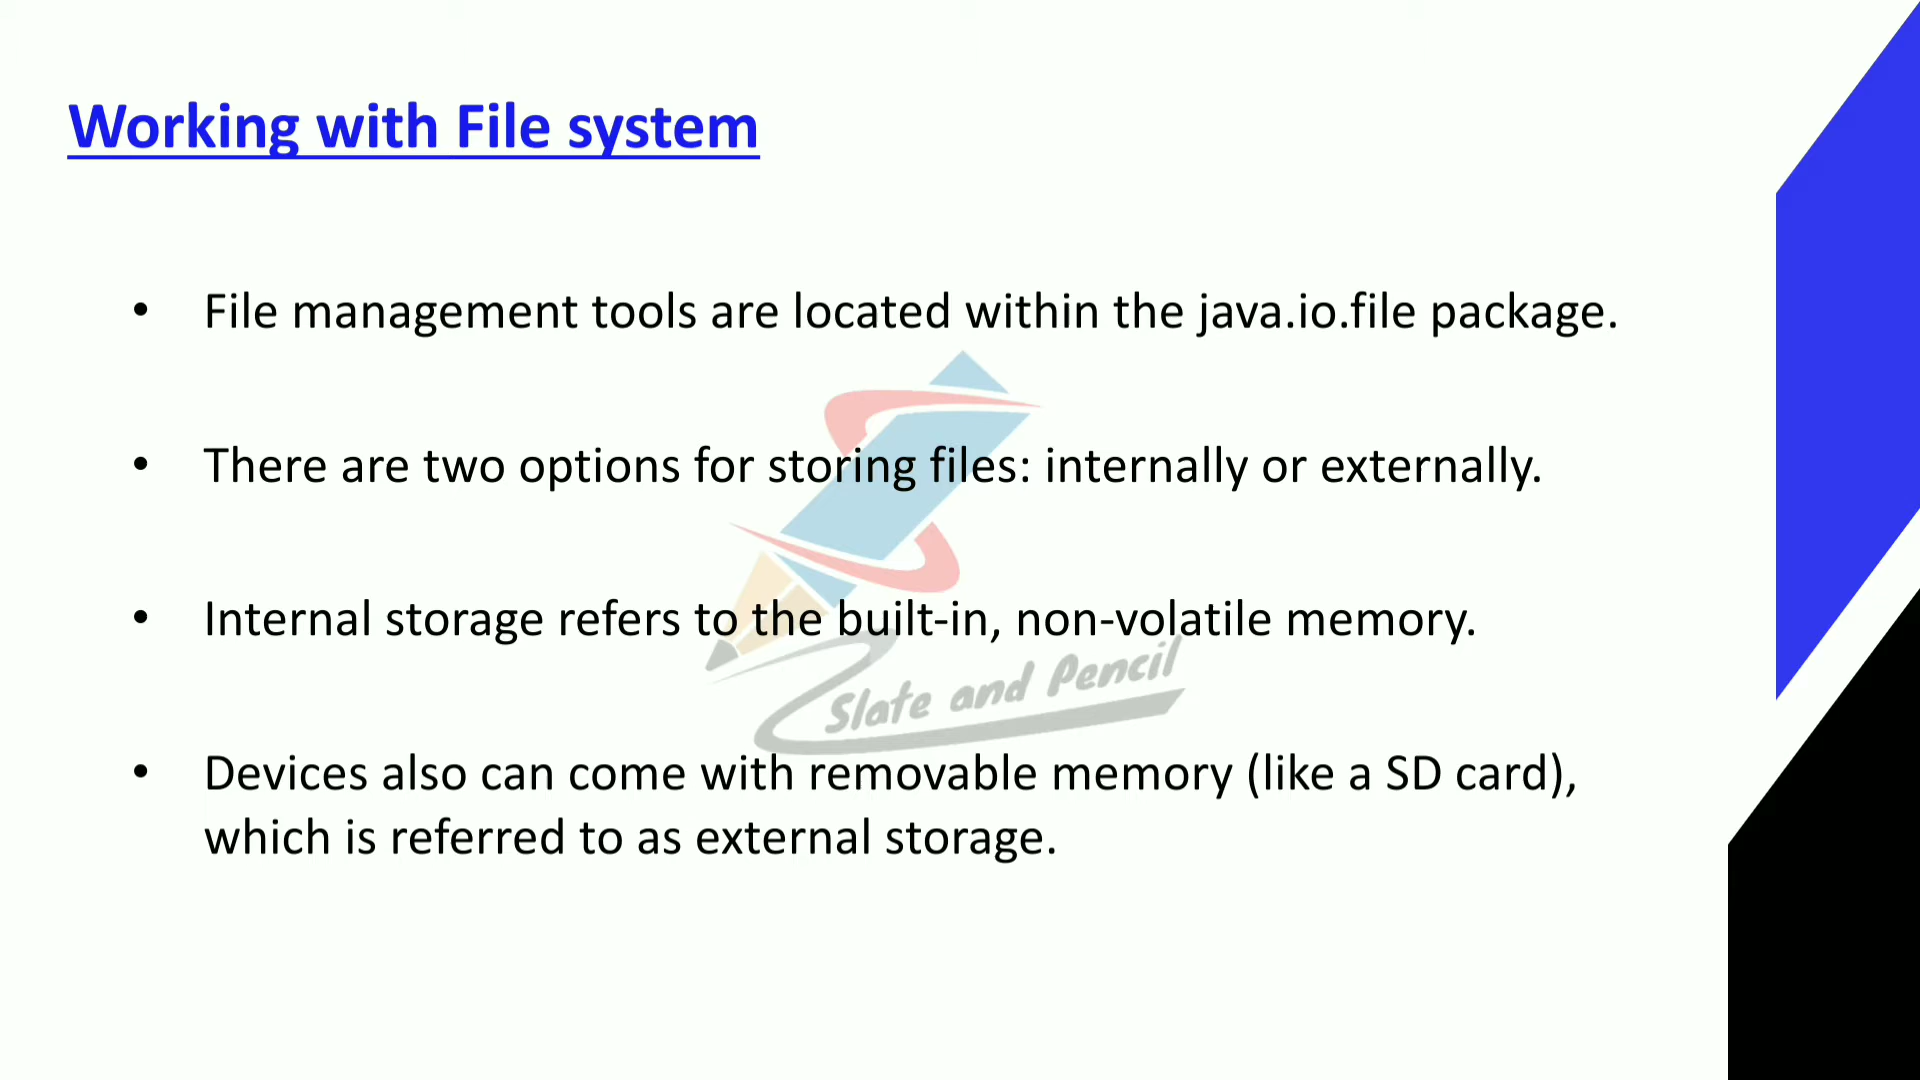 Working with File system
• File management tools are located within the java.io.file package.
• There are two options for storing files: internally or externally.
• Internal storage refers to the built-in, non-volatile memory.
Slate and Pencil
• Devices also can come with removable memory (like a SD card),
which is referred to as external storage.